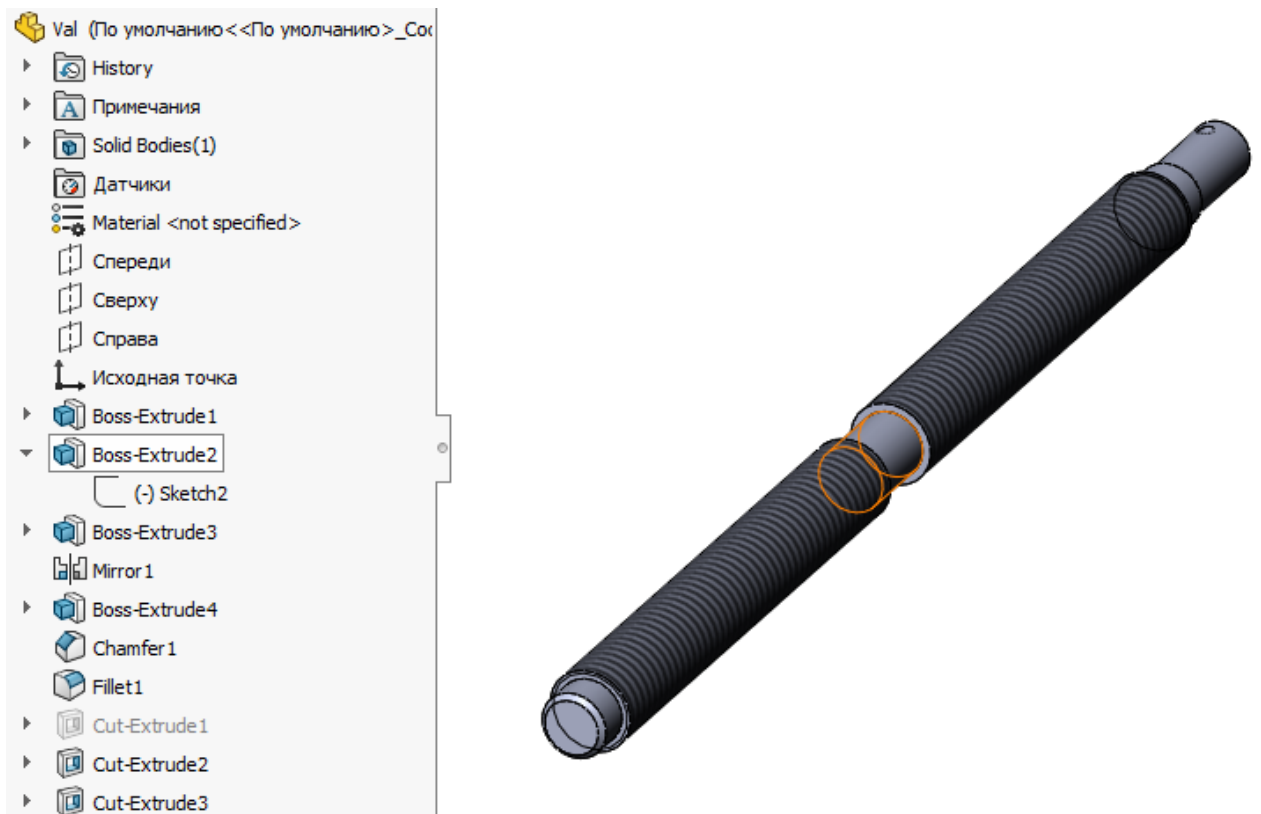 Val (По умолчанию<<По умолчанию>_Сос
History
Примечания
Solid Bodies(1)
Датчики
Material <not specified>
Спереди
Сверху
Справа
Исходная точка
Boss-Extrude1
Boss-Extrude2
(-) Sketch2
Boss-Extrude3
Mirror1
Boss-Extrude4
Chamfer1
Fillet1
Cut-Extrude1
Cut-Extrude2
Cut-Extrude3